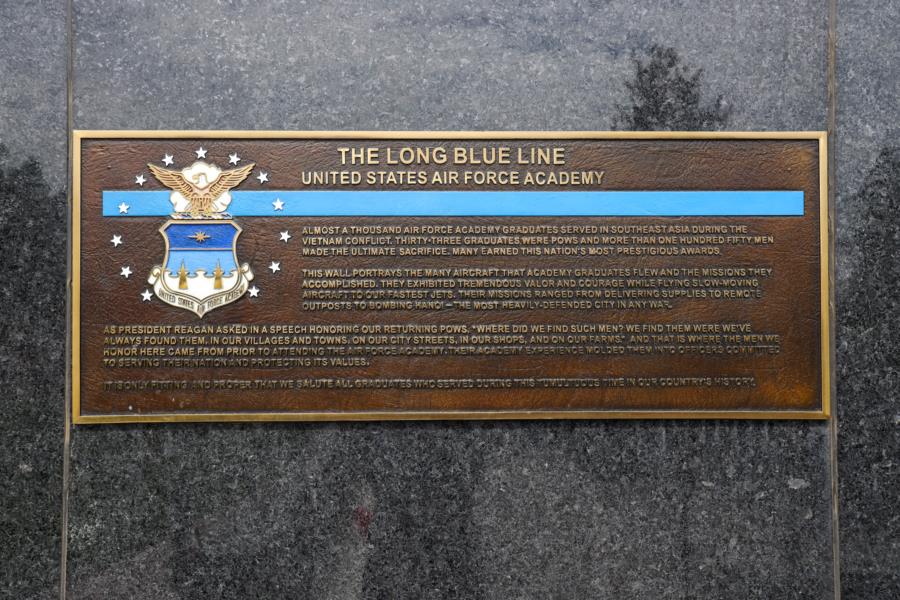 THE LONG BLUE LINE
UNITED STATES AIR FORCE ACADEMY
ALMOST A THOUSAND AIR FORCE ACADEMY GRADUATES SERVED IN SOUTHEAST ASIA DURING THE
VIETNAM CONFLICT. THIRTY-THREE GRADUATES WERE POWS AND MORE THAN ONE HUNDRED FIFTY MEN
MADE THE ULTIMATE SACRIFICE. MANY EARNED THIS NATION'S MOST PRESTIGIOUS AWARDS.
THIS WALL PORTRAYS THE MANY AIRCRAFT THAT ACADEMY GRADUATES FLEW AND THE MISSIONS THEY
ACCOMPLISHED. THEY EXHIBITED TREMENDOUS VALOR AND COURAGE WHILE FLYING SLOW-MOVING
AIRCRAFT TO OUR FASTEST JETS. THEIR MISSIONS RANGED FROM DELIVERING SUPPLIES TO REMOTE
OUTPOSTS TO BOMBING HANOI - "THE MOST HEAVILY-DEFENDED CITY IN ANY WAR."
UNITED STATES AIR FORCE ACADEMY
AS PRESIDENT REAGAN ASKED IN A SPEECH HONORING OUR RETURNING POWS, "WHERE DID WE FIND SUCH MEN? WE FIND THEM WERE WE'VE
ALWAYS FOUND THEM, IN OUR VILLAGES AND TOWNS, ON OUR CITY STREETS, IN OUR SHOPS, AND ON OUR FARMS." AND THAT IS WHERE THE MEN WE
HONOR HERE CAME FROM PRIOR TO ATTENDING THE AIR FORCE ACADEMY. THEIR ACADEMY EXPERIENCE MOLDED THEM INTO OFFICERS COMMITTED
TO SERVING THEIR NATION AND PROTECTING ITS VALUES.
IT IS ONLY FITTING AND PROPER THAT WE SALUTE ALL GRADUATES WHO SERVED DURING THIS TUMULTUOUS TIME IN OUR COUNTRY'S HISTORY.